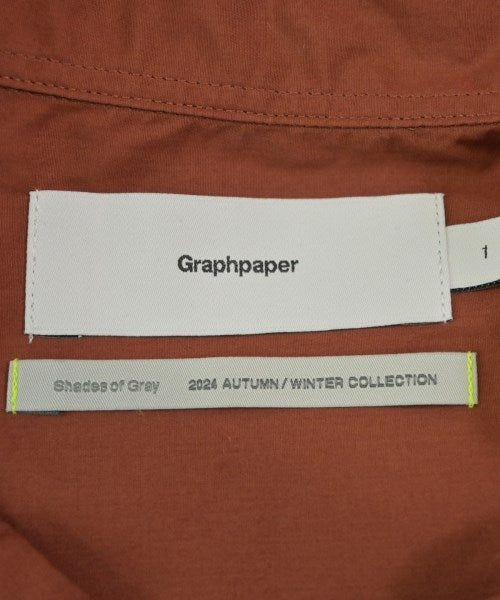 Graphpaper
1
Shades of Gray 2024 AUTUMN / WINTER COLLECTION